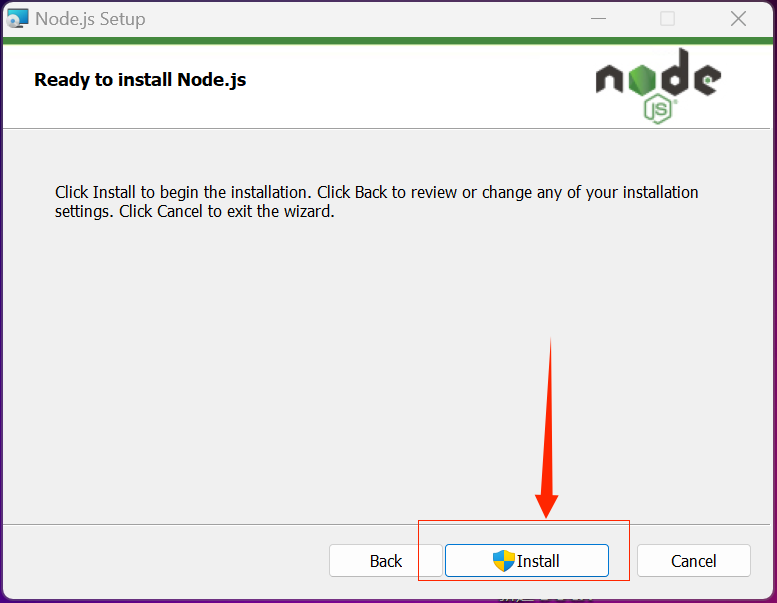 Node.js Setup
Ready to install Node.js
node
JS
Click Install to begin the installation. Click Back to review or change any of your installation
settings. Click Cancel to exit the wizard.
Back
Install
Cancel